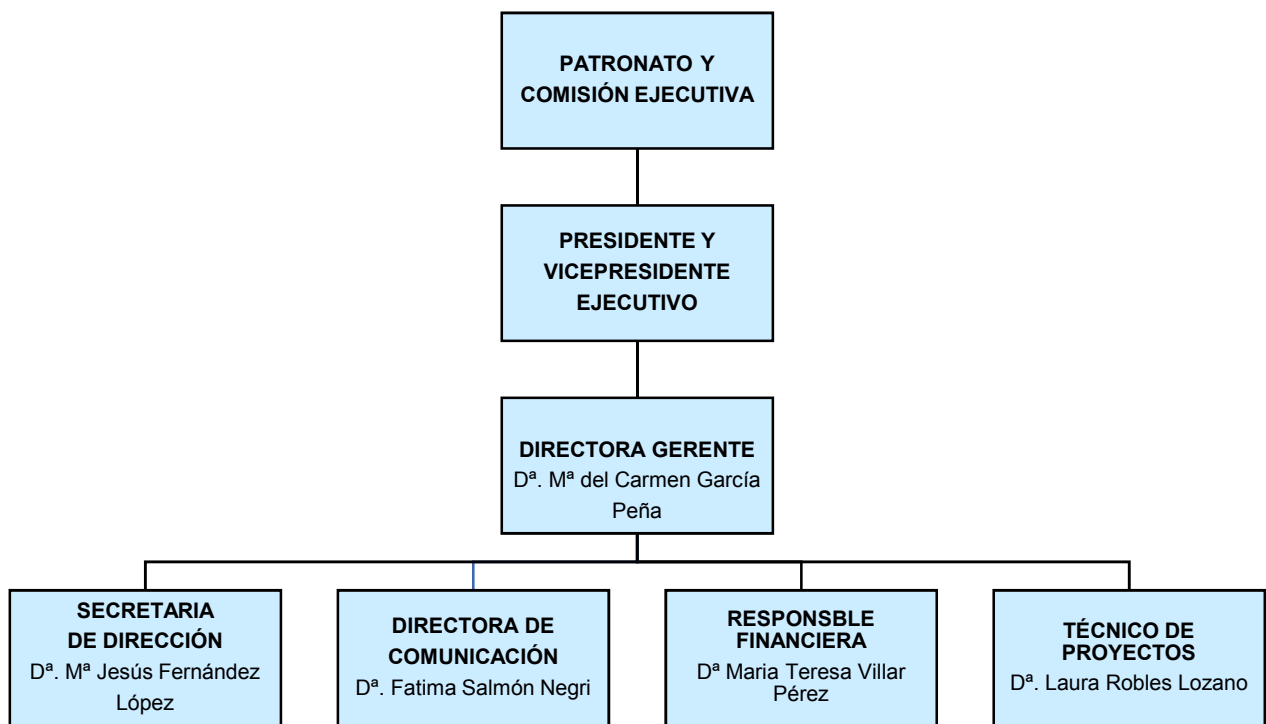 PATRONATO Y
COMISIÓN EJECUTIVA
PRESIDENTE Y
VICEPRESIDENTE
EJECUTIVO
DIRECTORA GERENTE
Dª. Mª del Carmen García
Peña
SECRETARIA
DE DIRECCIÓN
Dª. Mª Jesús Fernández
López
DIRECTORA DE
COMUNICACIÓN
Dª. Fatima Salmón Negri
RESPONSBLE
FINANCIERA
Dª Maria Teresa Villar
Pérez
TÉCNICO DE
PROYECTOS
Dª. Laura Robles Lozano